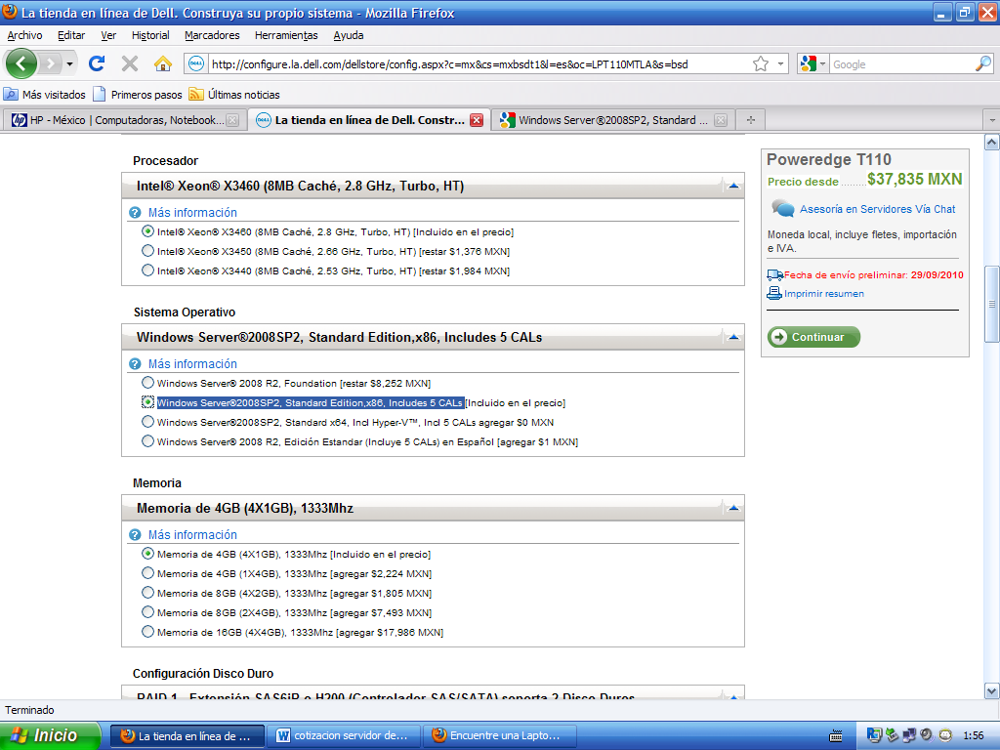 La tienda en línea de Dell. Construya su propio sistema - Mozilla Firefox
Archivo Editar Ver Historial Marcadores Herramientas Ayuda
http://configure.la.dell.com/dellstore/config.aspx?c=mx&cs=mxbsdt1&l=es&oc=LPT110MTLA&s=bsd
Google
Más visitados Primeros pasos Últimas noticias
HP - México | Computadoras, Notebook...
La tienda en línea de Dell. Constr...
Windows Server®2008SP2, Standard ...
Procesador
Intel® Xeon® X3460 (8MB Caché, 2.8 GHz, Turbo, HT)
Más información
Intel® Xeon® X3460 (8MB Caché, 2.8 GHz, Turbo, HT) [Incluido en el precio]
Intel® Xeon® X3450 (8MB Caché, 2.66 GHz, Turbo, HT) [restar $1,376 MXN]
Intel® Xeon® X3440 (8MB Caché, 2.53 GHz, Turbo, HT) [restar $1,984 MXN]
Sistema Operativo
Windows Server®2008SP2, Standard Edition,x86, Includes 5 CALs
Más información
Windows Server® 2008 R2, Foundation [restar $8,252 MXN]
Windows Server®2008SP2, Standard Edition,x86, Includes 5 CALs [Incluido en el precio]
Windows Server®2008SP2, Standard x64, Incl Hyper-V™, Incl 5 CALs agregar $0 MXN
Windows Server® 2008 R2, Edición Estandar (Incluye 5 CALs) en Español [agregar $1 MXN]
Memoria
Memoria de 4GB (4X1GB), 1333Mhz
Más información
Memoria de 4GB (4X1GB), 1333Mhz [Incluido en el precio]
Memoria de 4GB (1X4GB), 1333Mhz [agregar $2,224 MXN]
Memoria de 8GB (4X2GB), 1333Mhz [agregar $1,805 MXN]
Memoria de 8GB (2X4GB), 1333Mhz [agregar $7,493 MXN]
Memoria de 16GB (4X4GB), 1333Mhz [agregar $17,986 MXN]
Configuración Disco Duro
RAID 1 - Extensión SAS6iR o H200 (Controlador SAS/SATA) soporta 2 Disco Duros
Poweredge T110
Precio desde ........ $37,835 MXN
Asesoría en Servidores Vía Chat
Moneda local, incluye fletes, importación
e IVA.
Fecha de envío preliminar: 29/09/2010
Imprimir resumen
Continuar
Terminado
Inicio
La tienda en línea de ...
cotizacion servidor de...
Encuentre una Lapto...
1:56